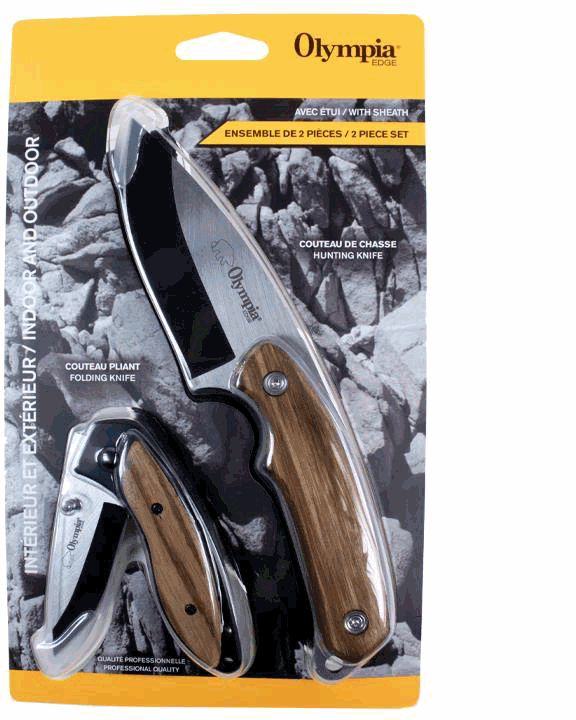 Olympia®
EDGE
AVEC ÉTUI / WITH SHEATH
ENSEMBLE DE 2 PIÈCES / 2 PIECE SET
INTÉRIEUR ET EXTÉRIEUR / INDOOR AND OUTDOOR
COUTEAU DE CHASSE
HUNTING KNIFE
Olympia®
EDGE
COUTEAU PLIANT
FOLDING KNIFE
Olympia
QUALITÉ PROFESSIONNELLE
PROFESSIONAL QUALITY